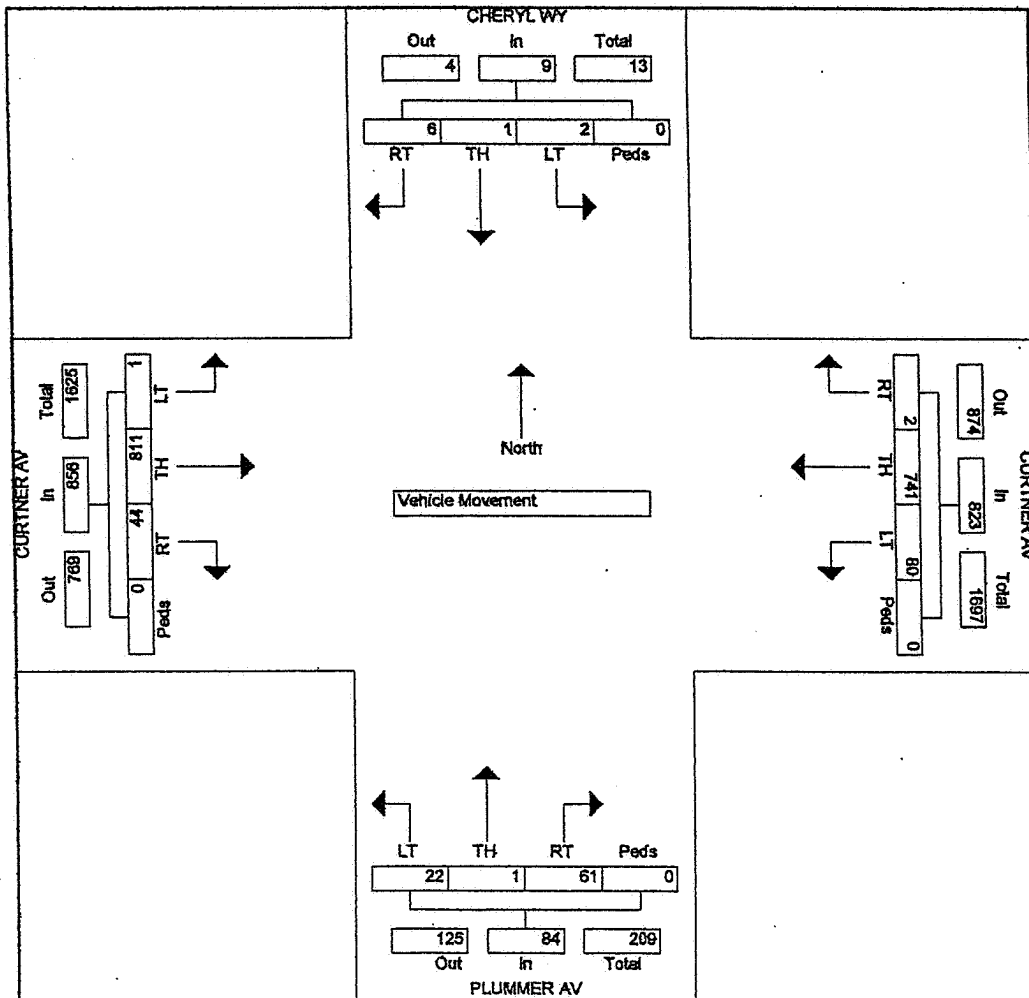 CHERYL WY
Out In Total
4 9 13
6 1 2 0
RT TH LT Peds
CURTNER AV
Total 1625
In 856
Out 769
1 LT
811 TH
44 RT
0 Peds
North
Vehicle Movement
RT 2
TH 741
LT 80
Peds 0
Out 874
In 823
Total 1697
CURTNER AV
LT TH RT Peds
22 1 61 0
125 84 209
Out In Total
PLUMMER AV